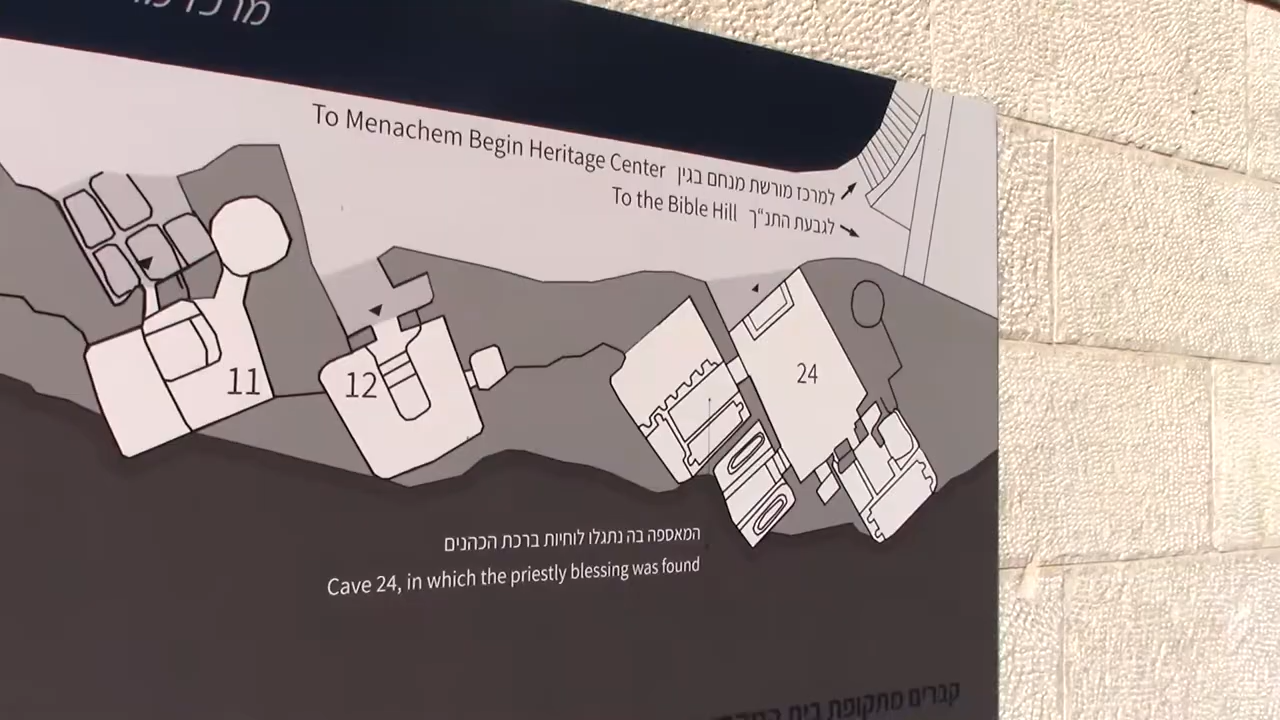 To Menachem Begin Heritage Center למרכז מורשת מנחם בגין
To the Bible Hill לגבעת התנ"ך
11
12
24
המאספה בה נתגלו לוחיות ברכת הכהנים
Cave 24, in which the priestly blessing was found
קברים מתקופת בית